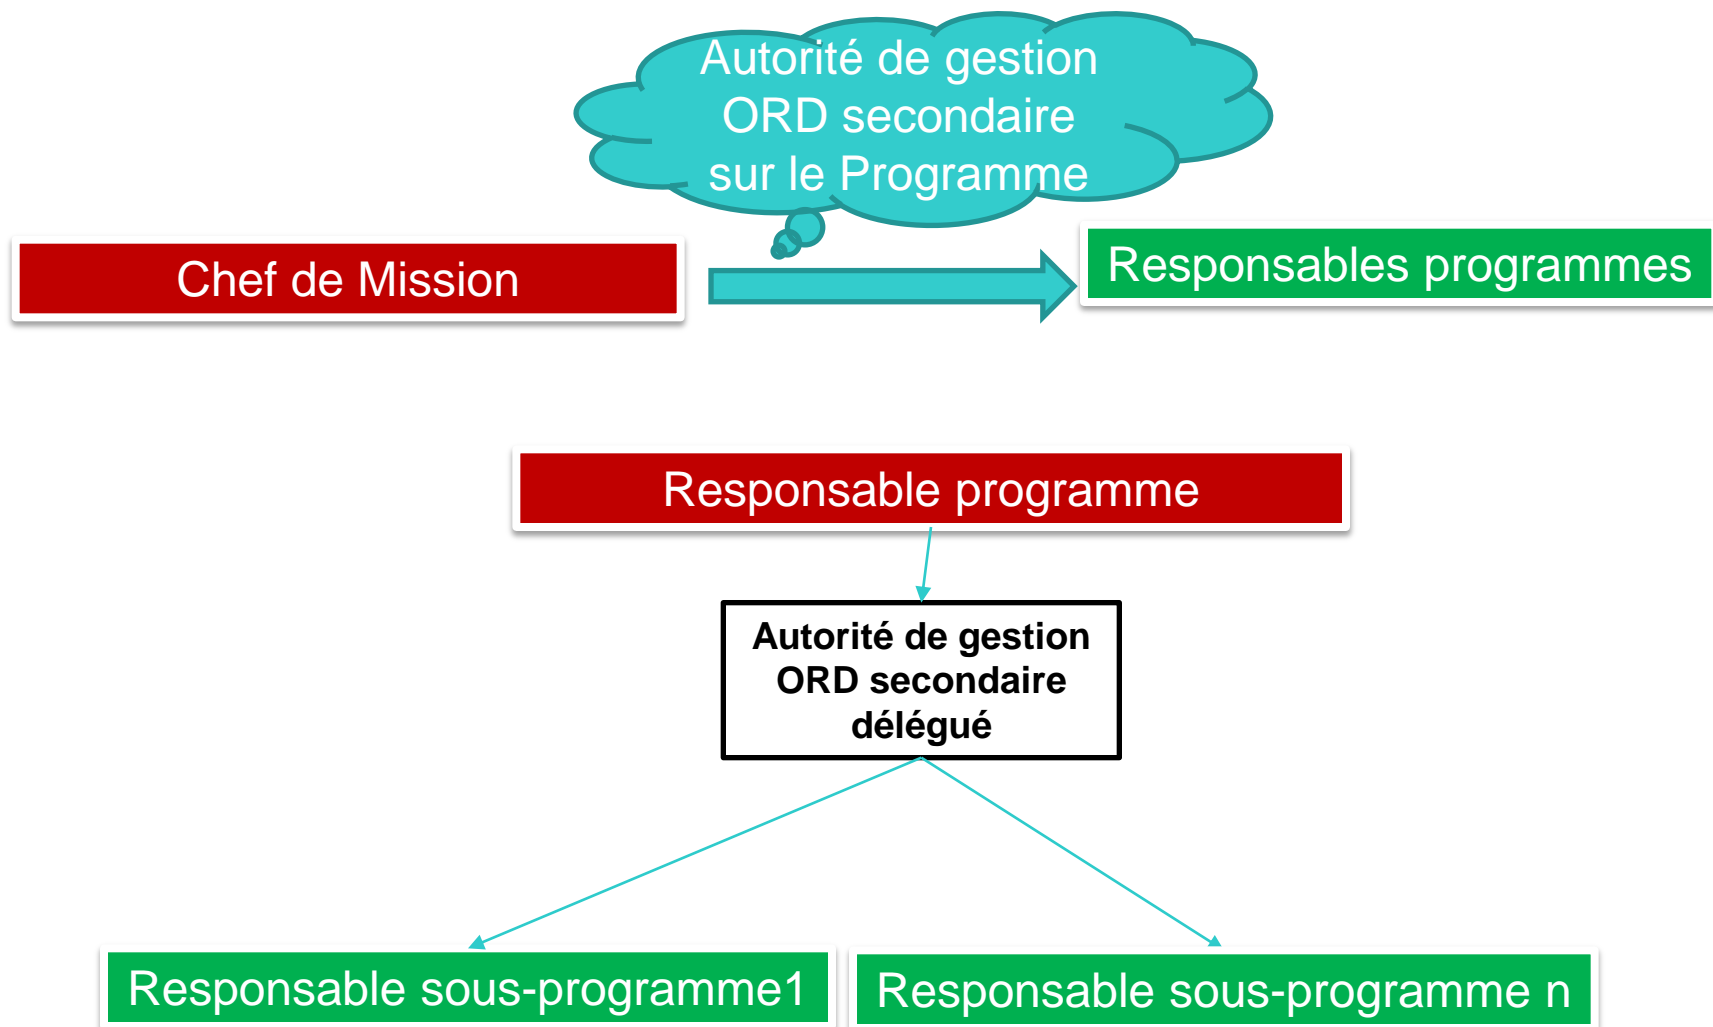 Autorité de gestion
ORD secondaire
sur le Programme
Chef de Mission
Responsables programmes
Responsable programme
Autorité de gestion
ORD secondaire
délégué
Responsable sous-programme1
Responsable sous-programme n